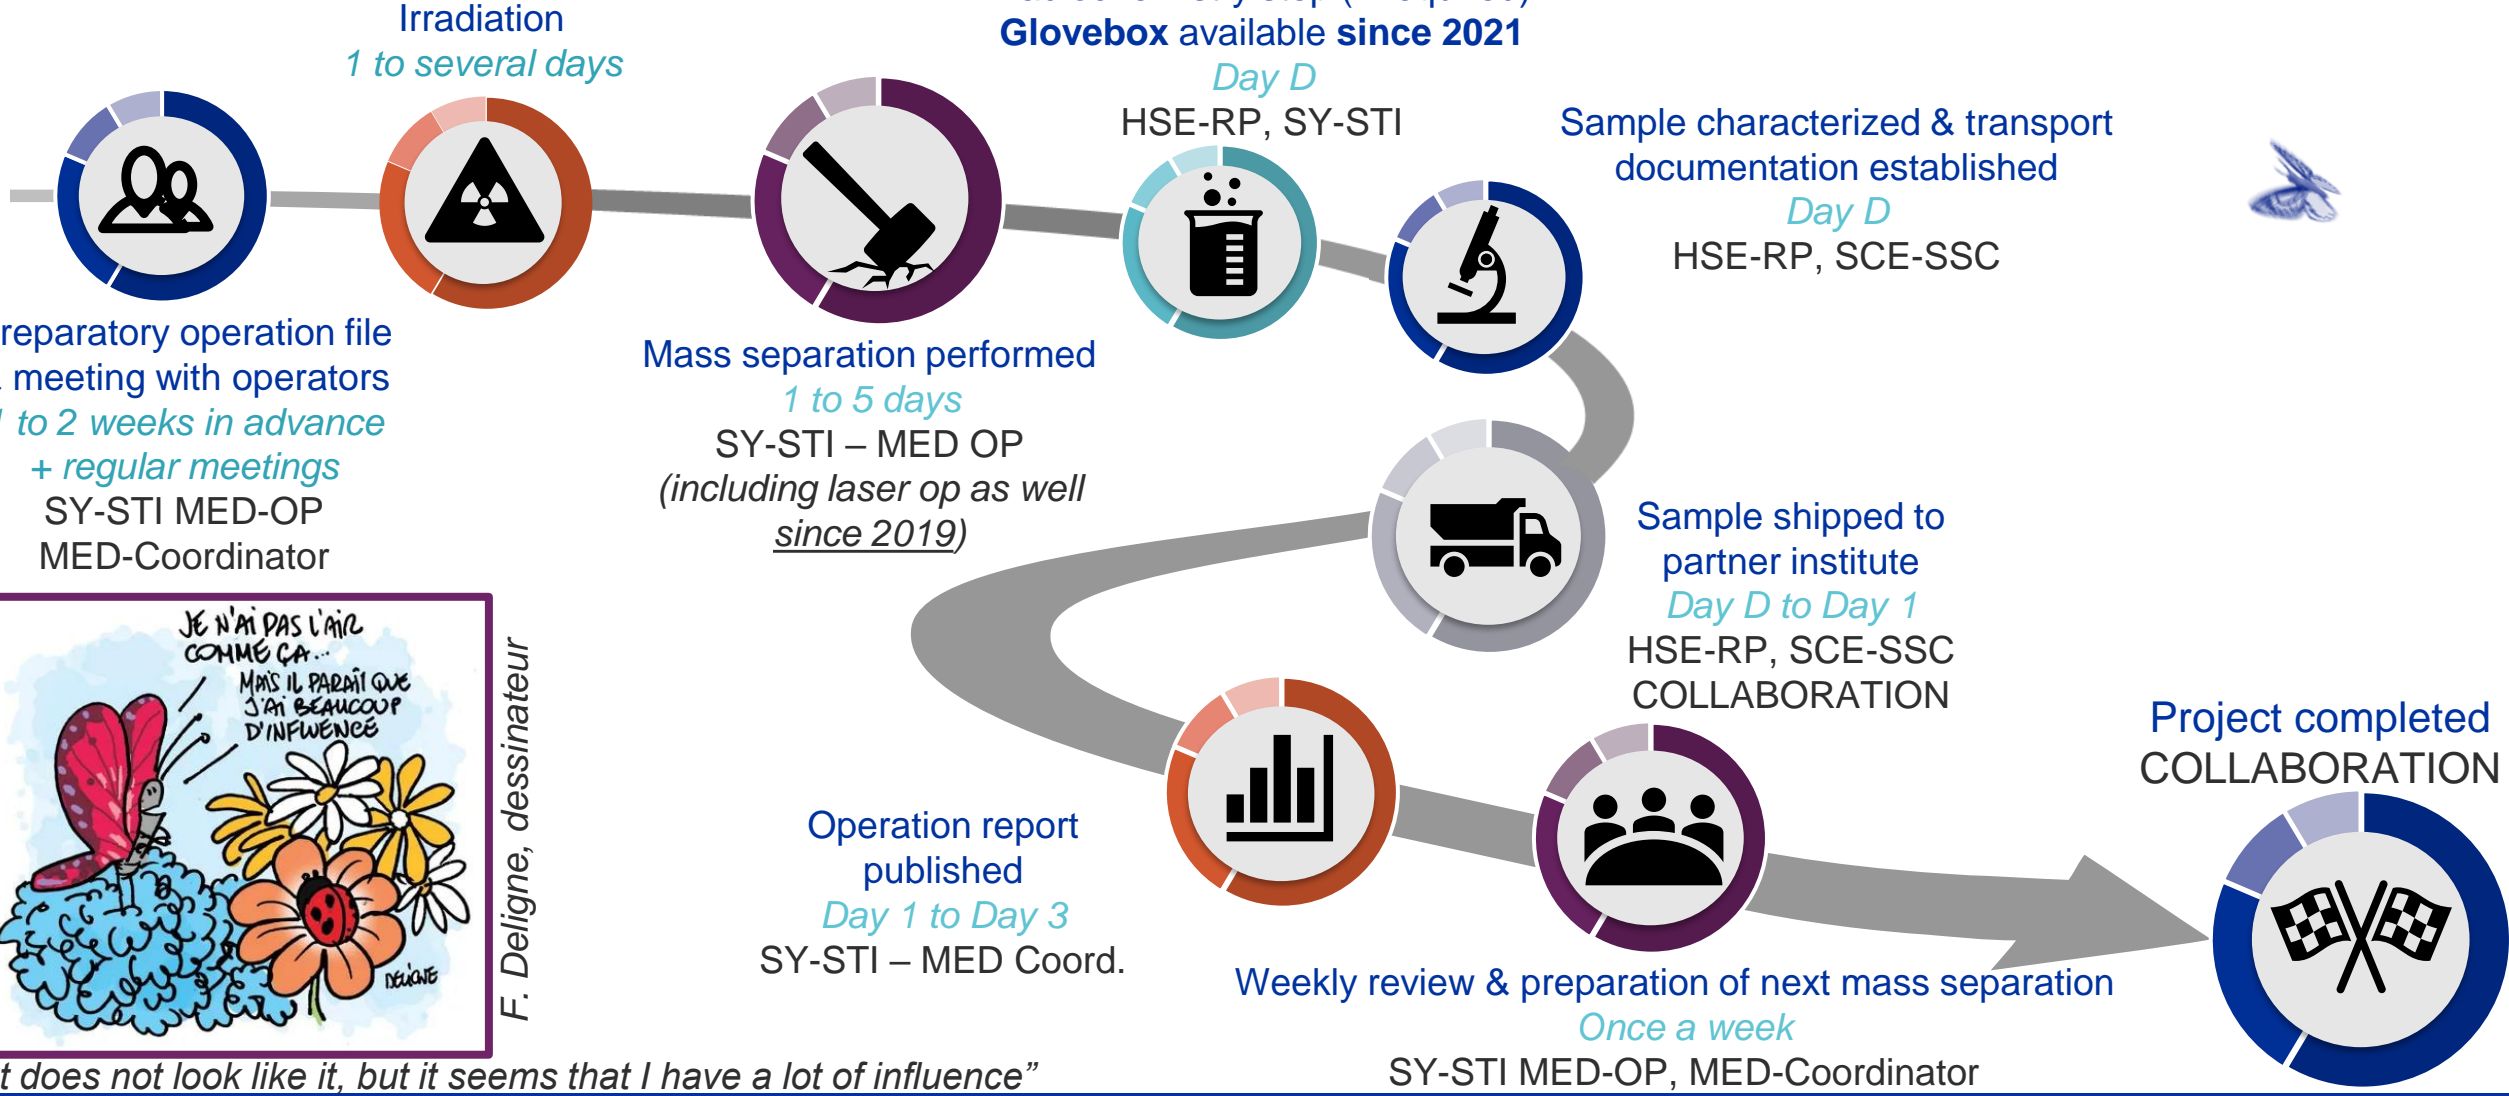 Irradiation
1 to several days
Glovebox available since 2021
Day D
HSE-RP, SY-STI
Sample characterized & transport
documentation established
Day D
HSE-RP, SCE-SSC
operation file
meeting with operators
to 2 weeks in advance
+ regular meetings
SY-STI MED-OP
MED-Coordinator
Mass separation performed
1 to 5 days
SY-STI – MED OP
(including laser op as well
since 2019)
Sample shipped to
partner institute
Day D to Day 1
HSE-RP, SCE-SSC
COLLABORATION
JE N'AI PAS L'AIR
COMME ÇA...
MAIS IL PARAÎT QUE
J'AI BEAUCOUP
D'INFLUENCE
DELIGNE
F. Deligne, dessinateur
does not look like it, but it seems that I have a lot of influence”
Operation report
published
Day 1 to Day 3
SY-STI – MED Coord.
Weekly review & preparation of next mass separation
Once a week
SY-STI MED-OP, MED-Coordinator
Project completed
COLLABORATION